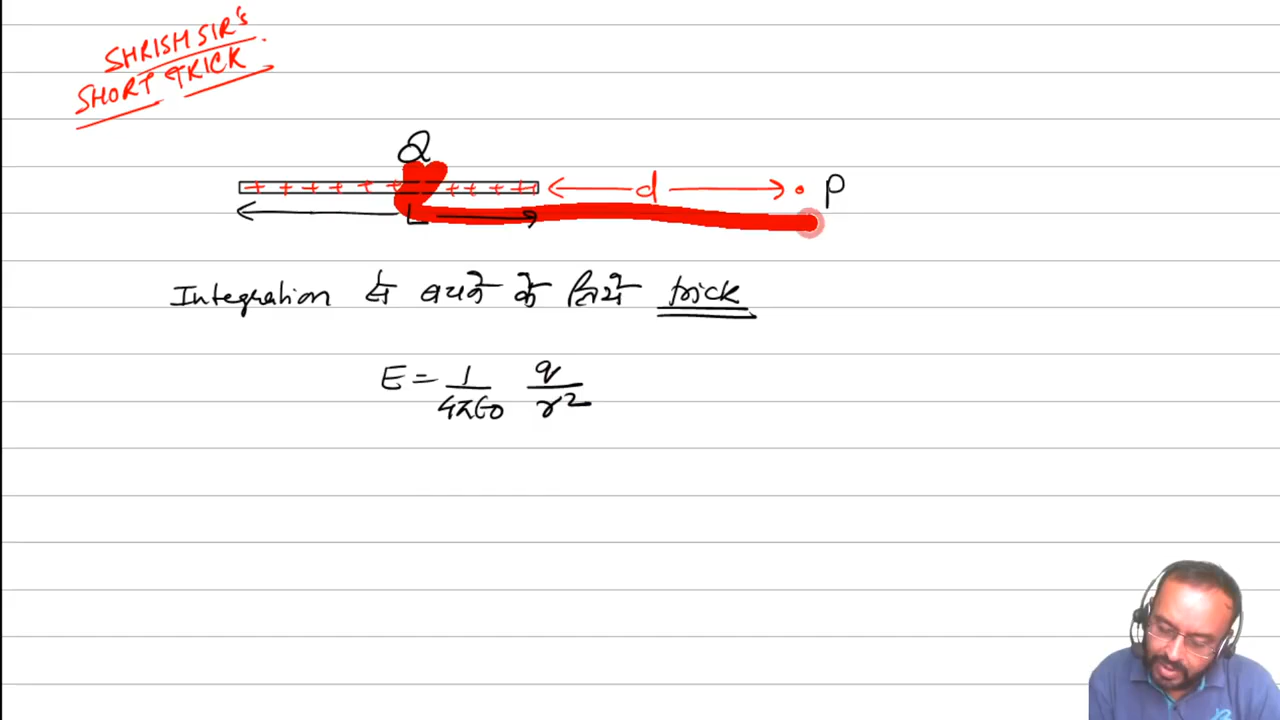 SHRISH SIR'S
SHORT TRICK
Q
+ + + + + + + + + +
d
P
L
Integration से बचने के लिये trick
E = 1/4πϵ0 q/r²